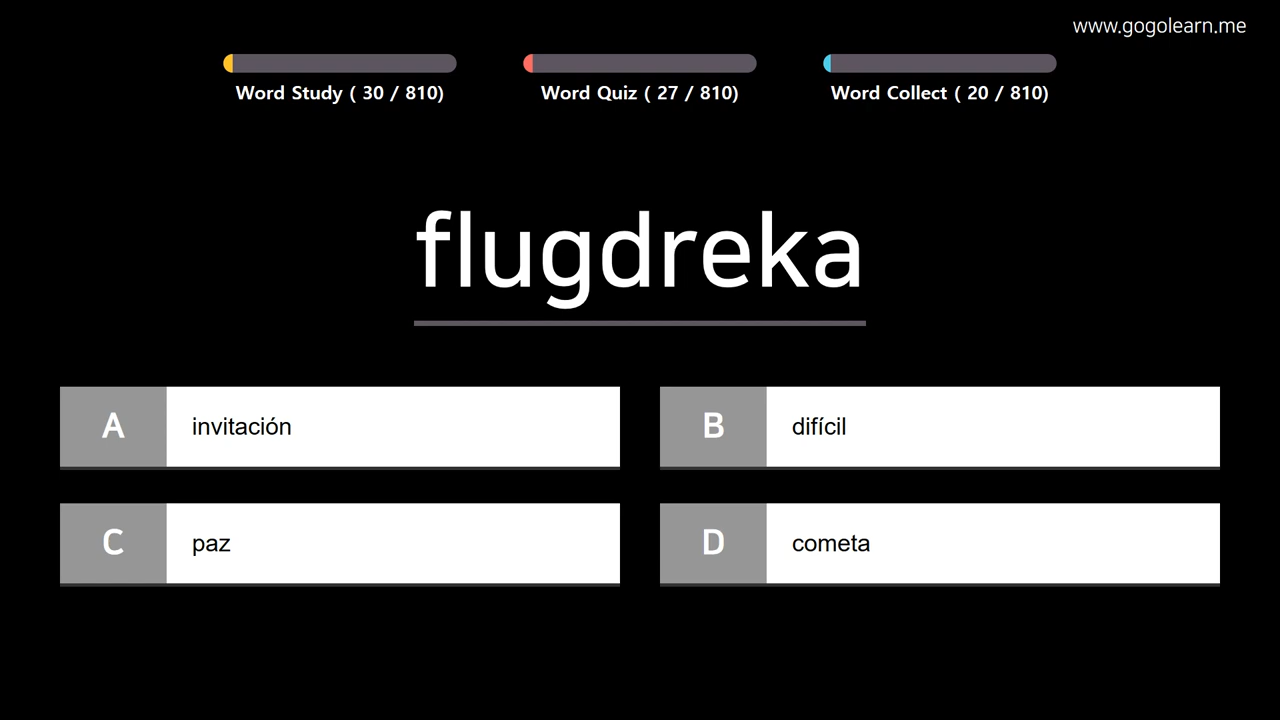 www.gogolearn.me
Word Study ( 30 / 810)
Word Quiz ( 27 / 810)
Word Collect ( 20 / 810)
flugdreka
A invitación
B difícil
C paz
D cometa